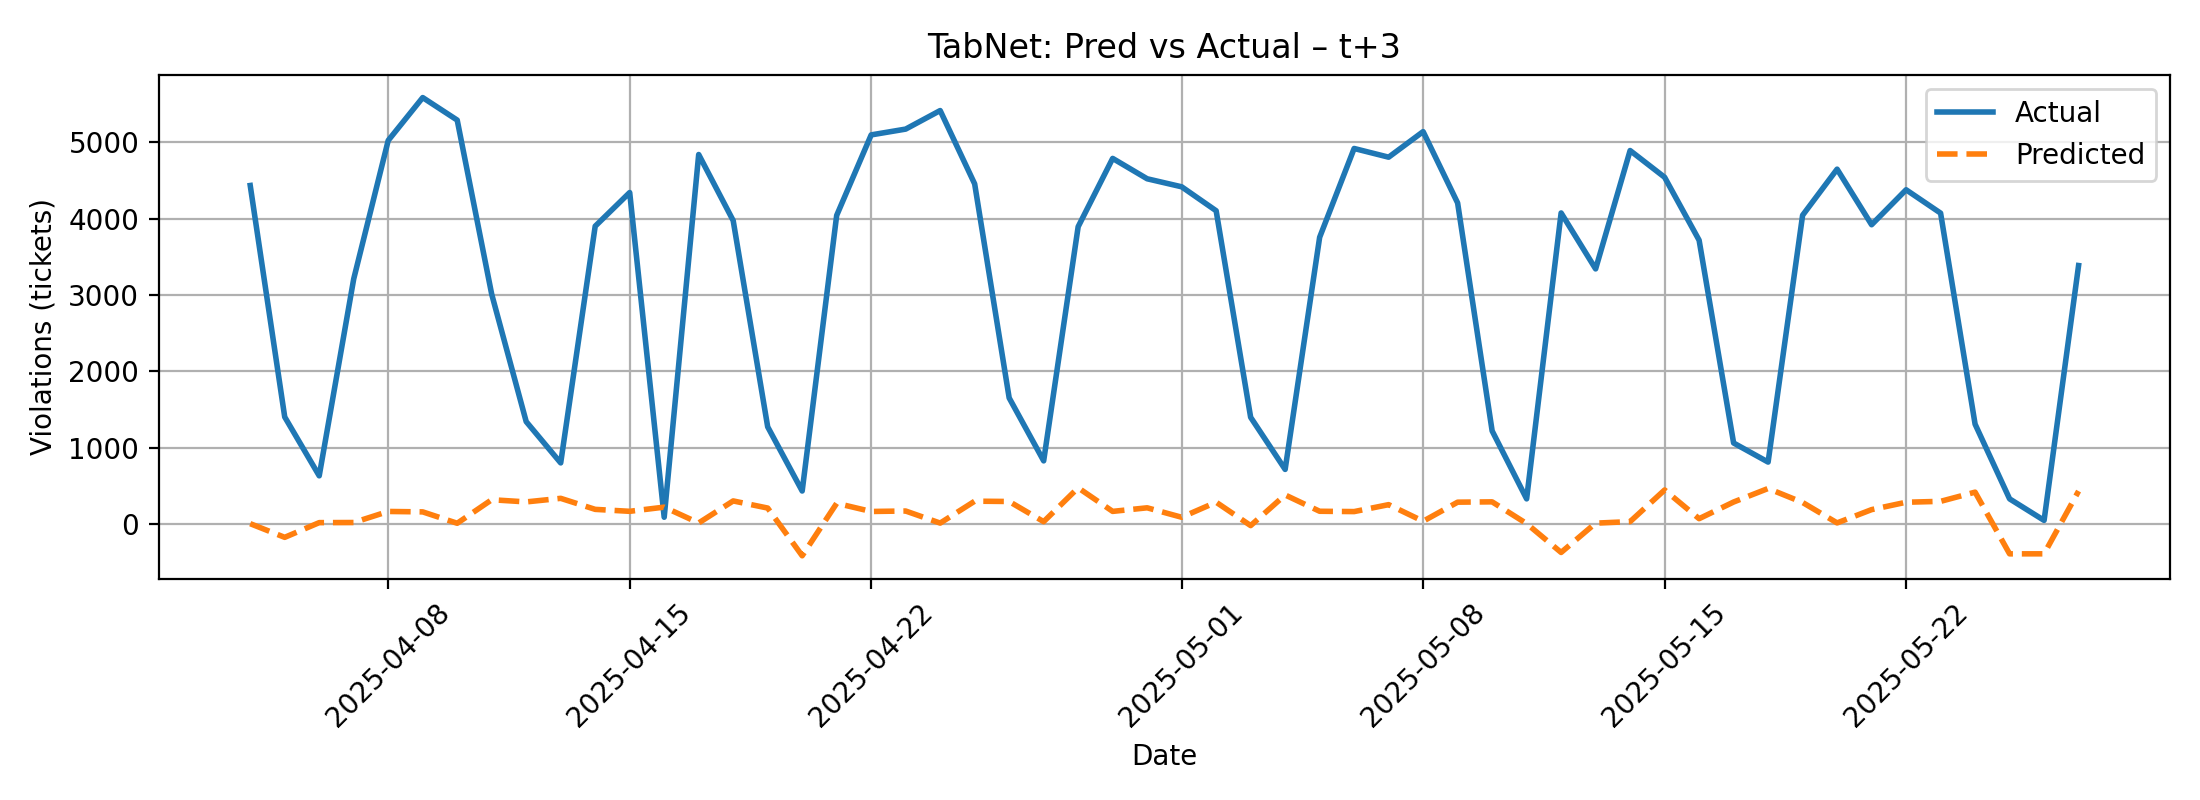 TabNet: Pred vs Actual – t+3
Violations (tickets)
5000
4000
3000
2000
1000
0
Actual
Predicted
2025-04-08
2025-04-15
2025-04-22
2025-05-01
2025-05-08
2025-05-15
2025-05-22
Date